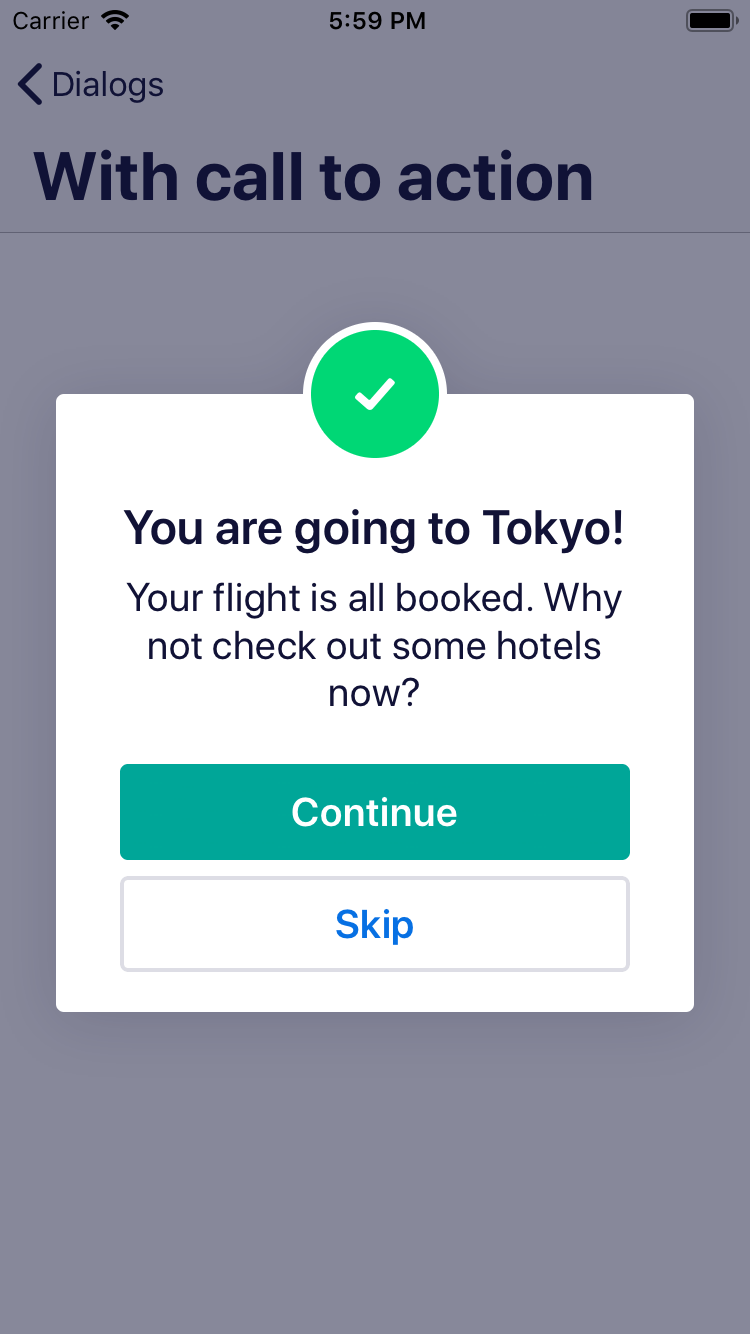 Carrier 5:59 PM
Dialogs
With call to action
You are going to Tokyo!
Your flight is all booked. Why
not check out some hotels
now?
Continue
Skip